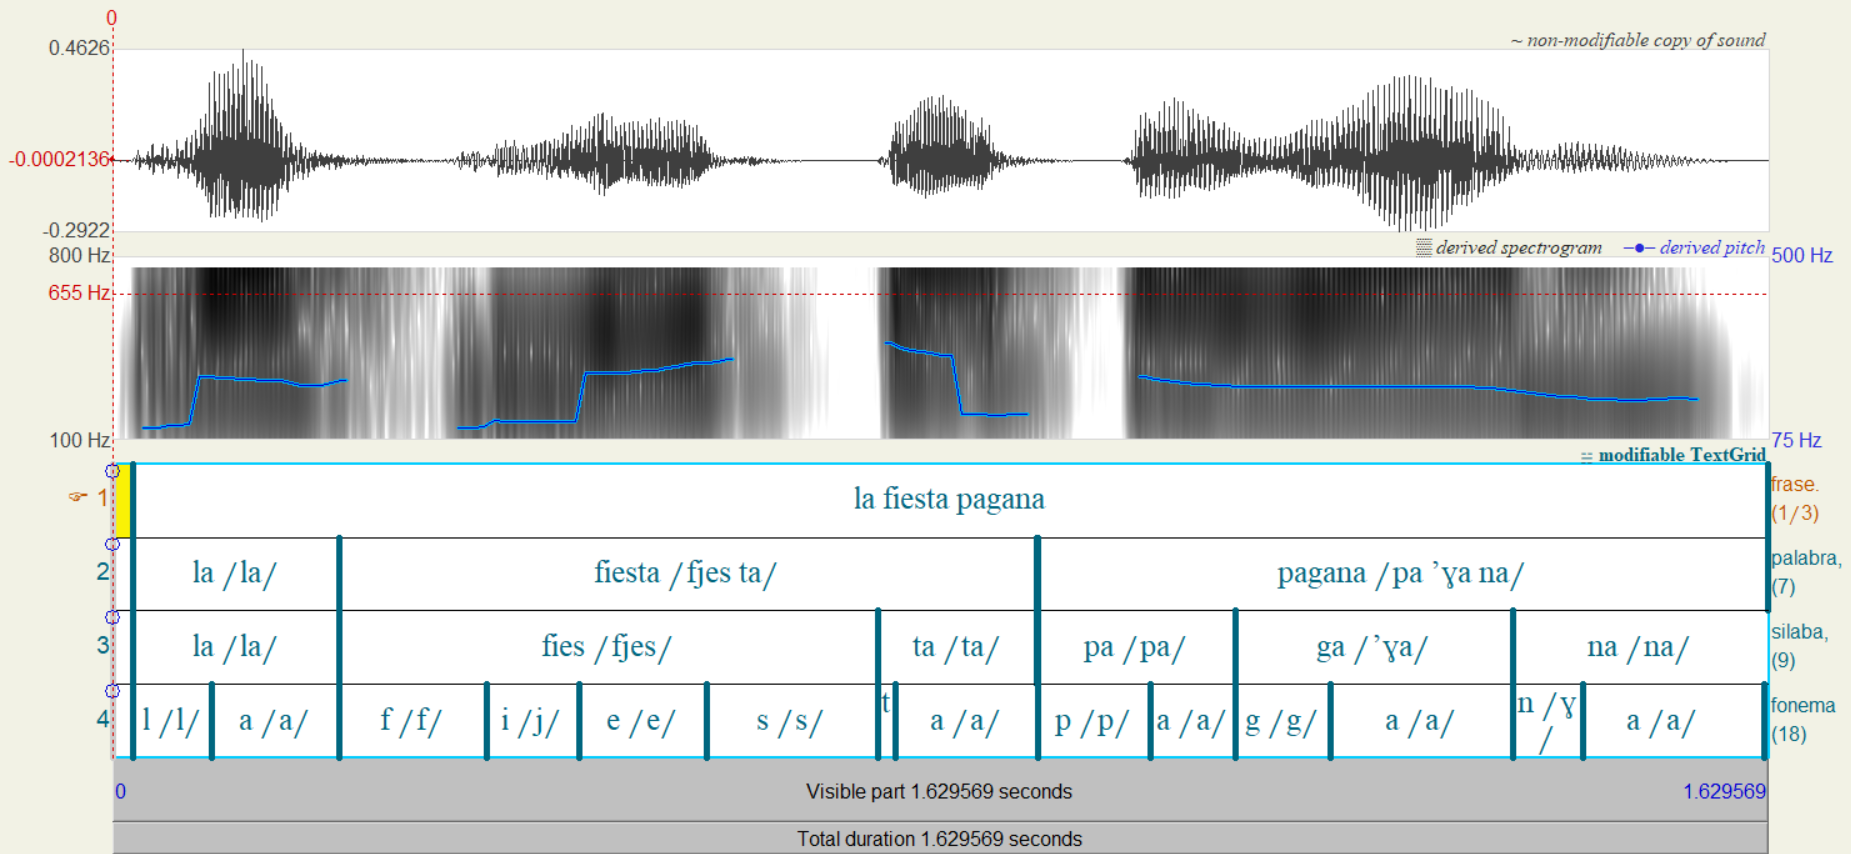 0
0.4626
~ non-modifiable copy of sound
-0.0002136
-0.2922
800 Hz
derived spectrogram
derived pitch
500 Hz
655 Hz
100 Hz
75 Hz
modifiable TextGrid
☞ 1
la fiesta pagana
frase.
(1/3)
2
la /la/
fiesta /fjes ta/
pagana /pa ’ɣa na/
palabra,
(7)
3
la /la/
fies /fjes/
ta /ta/
pa /pa/
ga /’ɣa/
na /na/
silaba,
(9)
4
l /l/
a /a/
f /f/
i /j/
e /e/
s /s/
t
a /a/
p /p/
a /a/
g /g/
a /a/
n /ɣ
/
a /a/
fonema
(18)
0
Visible part 1.629569 seconds
1.629569
Total duration 1.629569 seconds